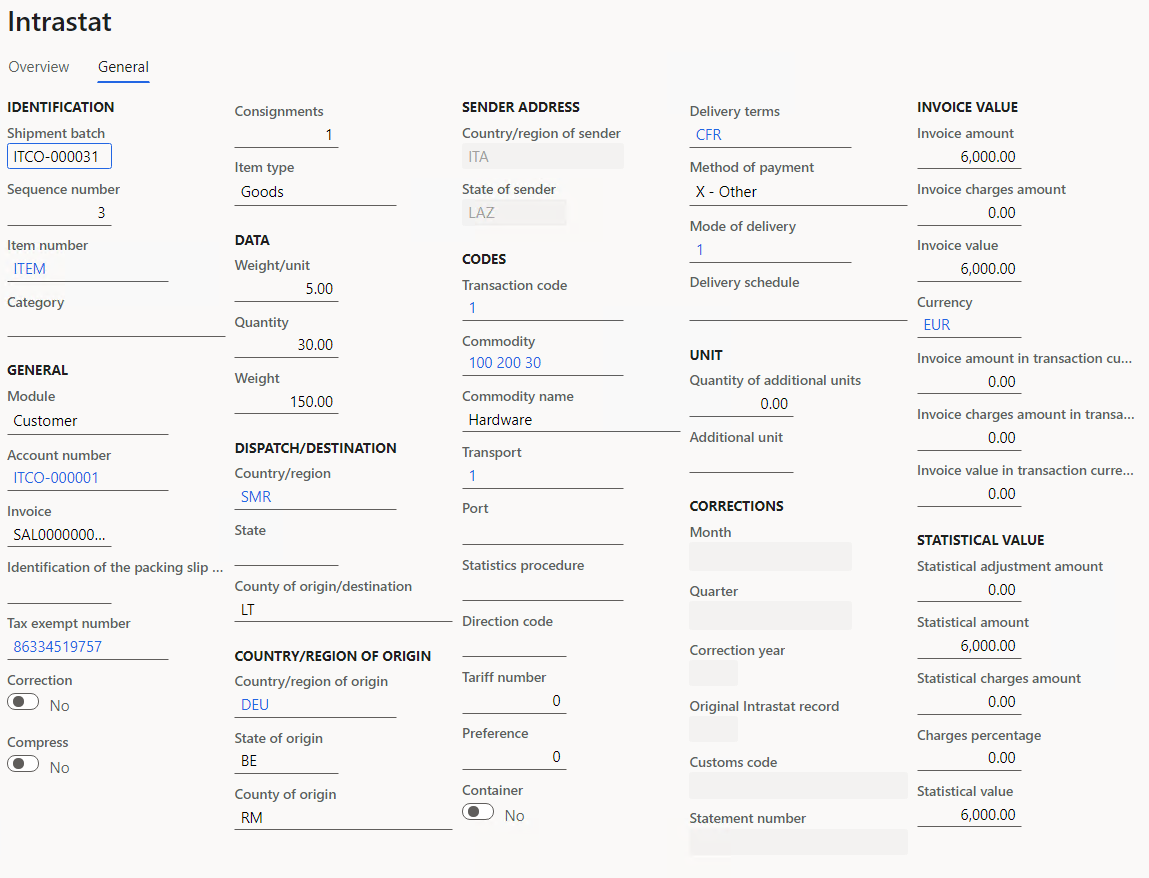 Intrastat
Overview
General
IDENTIFICATION
Shipment batch
ITCO-000031
Sequence number
3
Item number
ITEM
Category
GENERAL
Module
Customer
Account number
ITCO-000001
Invoice
SAL0000000...
Identification of the packing slip ...
Tax exempt number
86334519757
Correction
No
Compress
No
Consignments
1
Item type
Goods
DATA
Weight/unit
5.00
Quantity
30.00
Weight
150.00
DISPATCH/DESTINATION
Country/region
SMR
State
County of origin/destination
LT
COUNTRY/REGION OF ORIGIN
Country/region of origin
DEU
State of origin
BE
County of origin
RM
SENDER ADDRESS
Country/region of sender
ITA
State of sender
LAZ
CODES
Transaction code
1
Commodity
100 200 30
Commodity name
Hardware
Transport
1
Port
Statistics procedure
Direction code
Tariff number
0
Preference
0
Container
No
Delivery terms
CFR
Method of payment
X - Other
Mode of delivery
1
Delivery schedule
UNIT
Quantity of additional units
0.00
Additional unit
CORRECTIONS
Month
Quarter
Correction year
Original Intrastat record
Customs code
Statement number
INVOICE VALUE
Invoice amount
6,000.00
Invoice charges amount
0.00
Invoice value
6,000.00
Currency
EUR
Invoice amount in transaction cu...
0.00
Invoice charges amount in transa...
0.00
Invoice value in transaction curre...
0.00
STATISTICAL VALUE
Statistical adjustment amount
0.00
Statistical amount
6,000.00
Statistical charges amount
0.00
Charges percentage
0.00
Statistical value
6,000.00